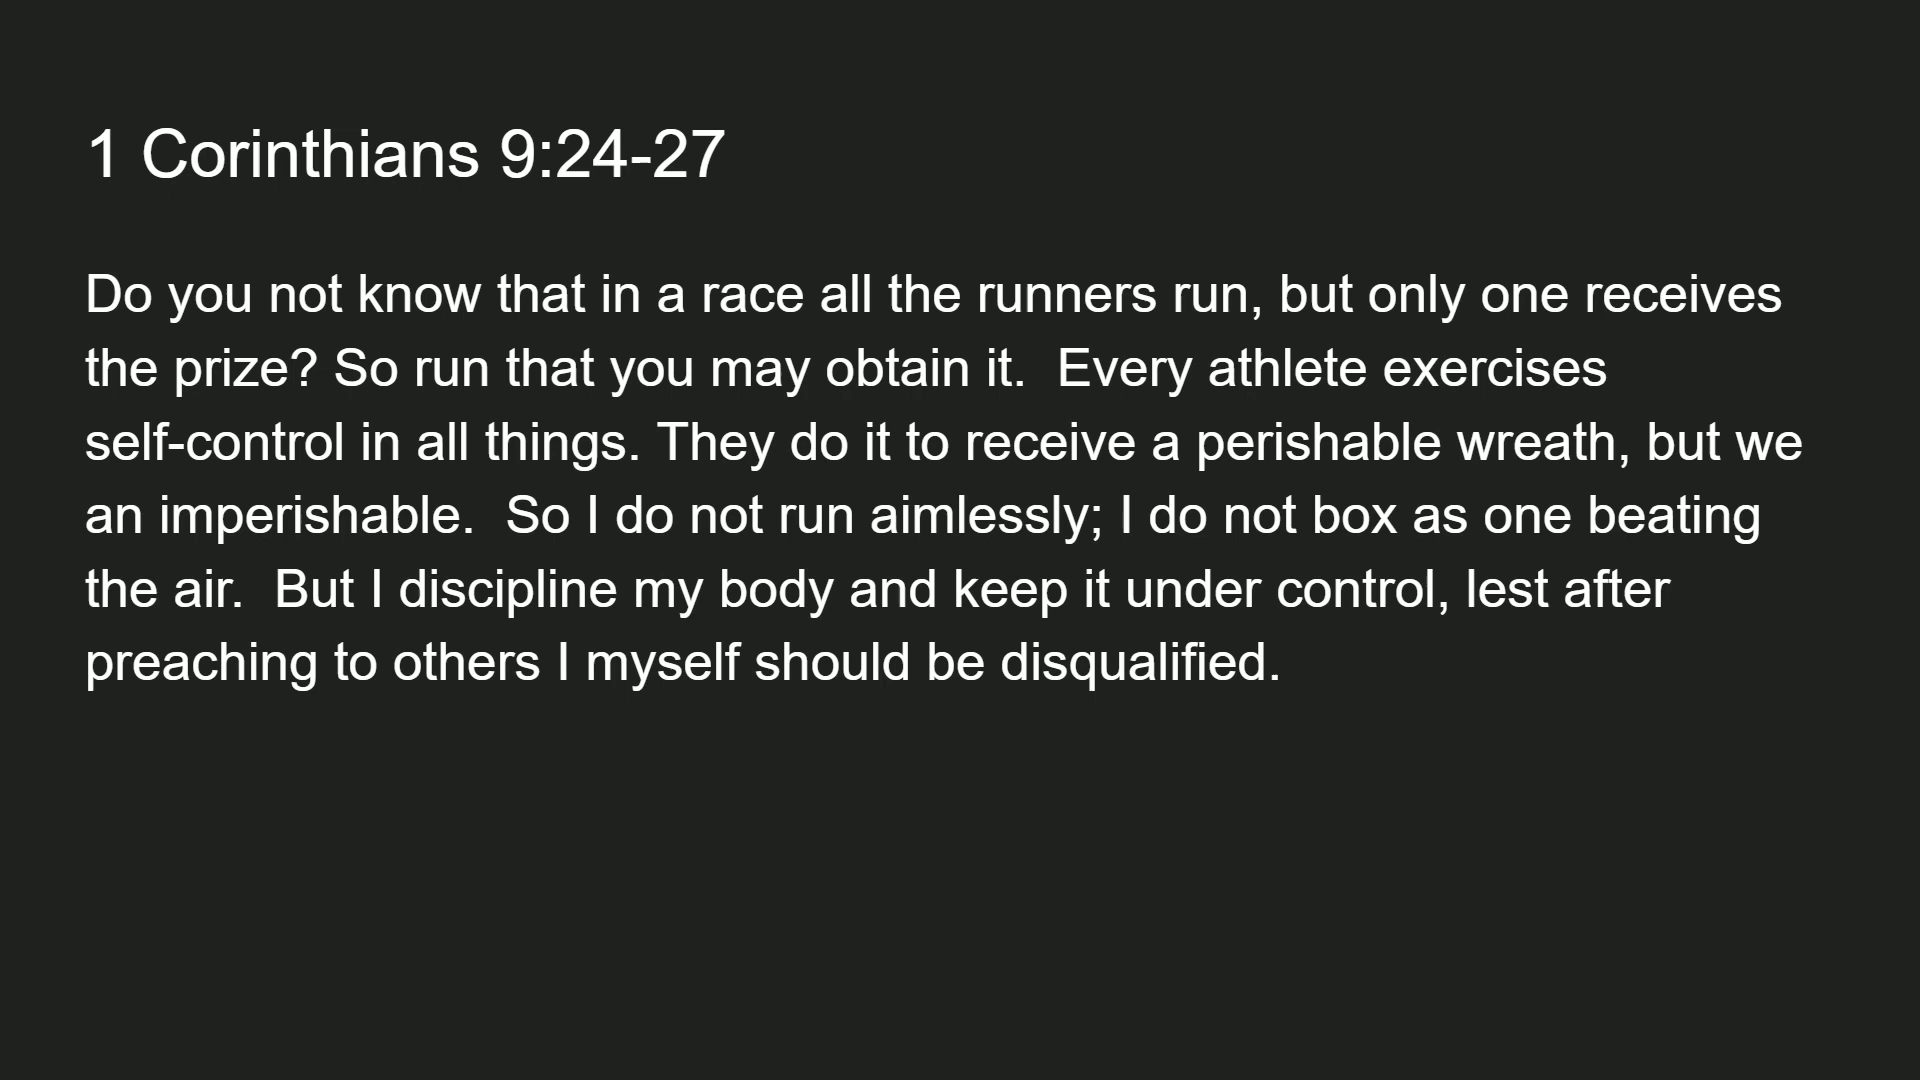 1 Corinthians 9:24-27
Do you not know that in a race all the runners run, but only one receives
the prize? So run that you may obtain it.  Every athlete exercises
self-control in all things. They do it to receive a perishable wreath, but we
an imperishable.  So I do not run aimlessly; I do not box as one beating
the air.  But I discipline my body and keep it under control, lest after
preaching to others I myself should be disqualified.